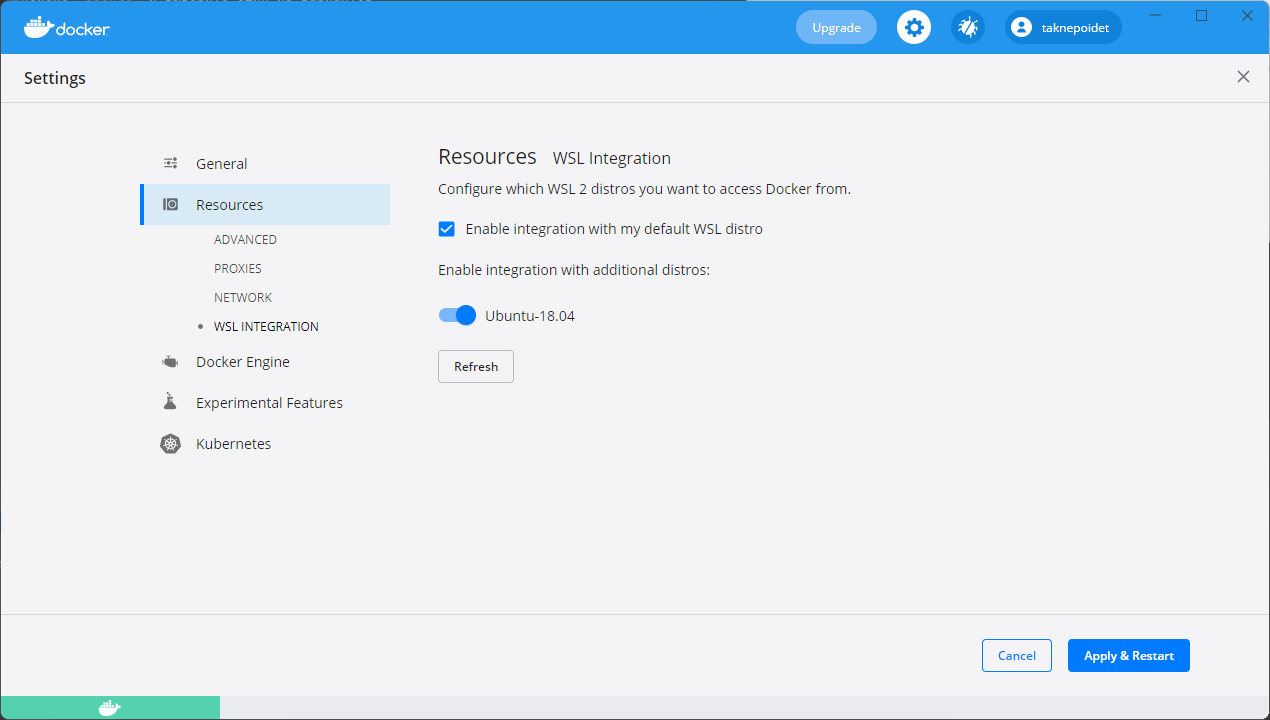 docker
Upgrade
taknepoidet
Settings
General
Resources
ADVANCED
PROXIES
NETWORK
WSL INTEGRATION
Docker Engine
Experimental Features
Kubernetes
Resources WSL Integration
Configure which WSL 2 distros you want to access Docker from.
Enable integration with my default WSL distro
Enable integration with additional distros:
Ubuntu-18.04
Refresh
Cancel
Apply & Restart